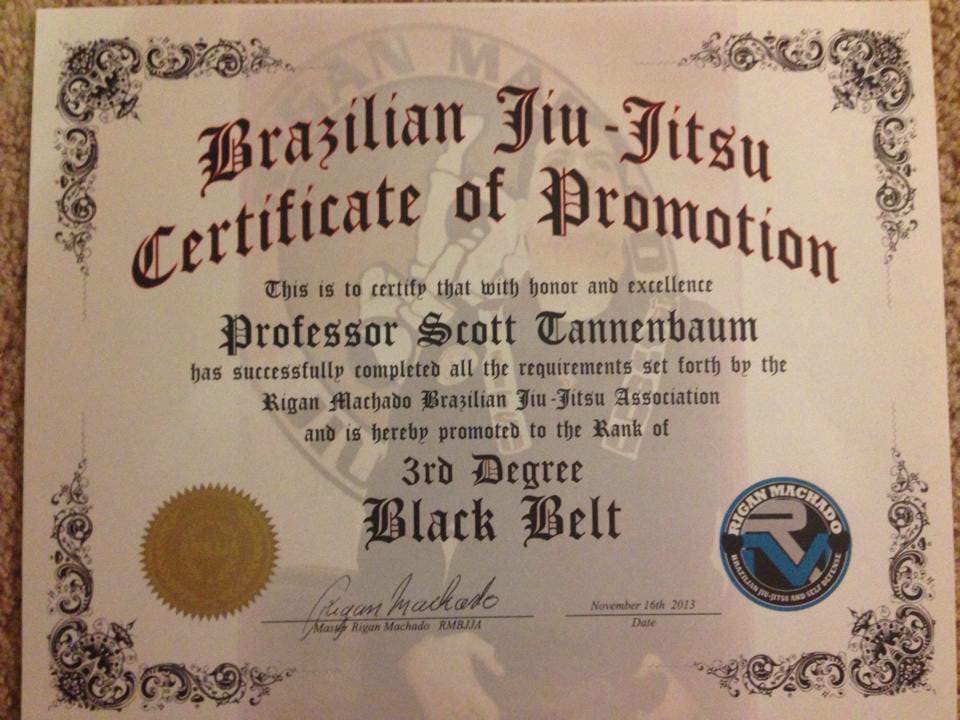 Brazilian Jiu-Jitsu
Certificate of Promotion
This is to certify that with honor and excellence
Professor Scott Tannenbaum
has successfully completed all the requirements set forth by the
Rigan Machado Brazilian Jiu-Jitsu Association
and is hereby promoted to the Rank of
3rd Degree
Black Belt
RIGAN MACHADO
RM
BRAZILIAN JIU-JITSU AND SELF DEFENSE
Rigan Machado
Master Rigan Machado RMBJJA
November 16th 2013
Date